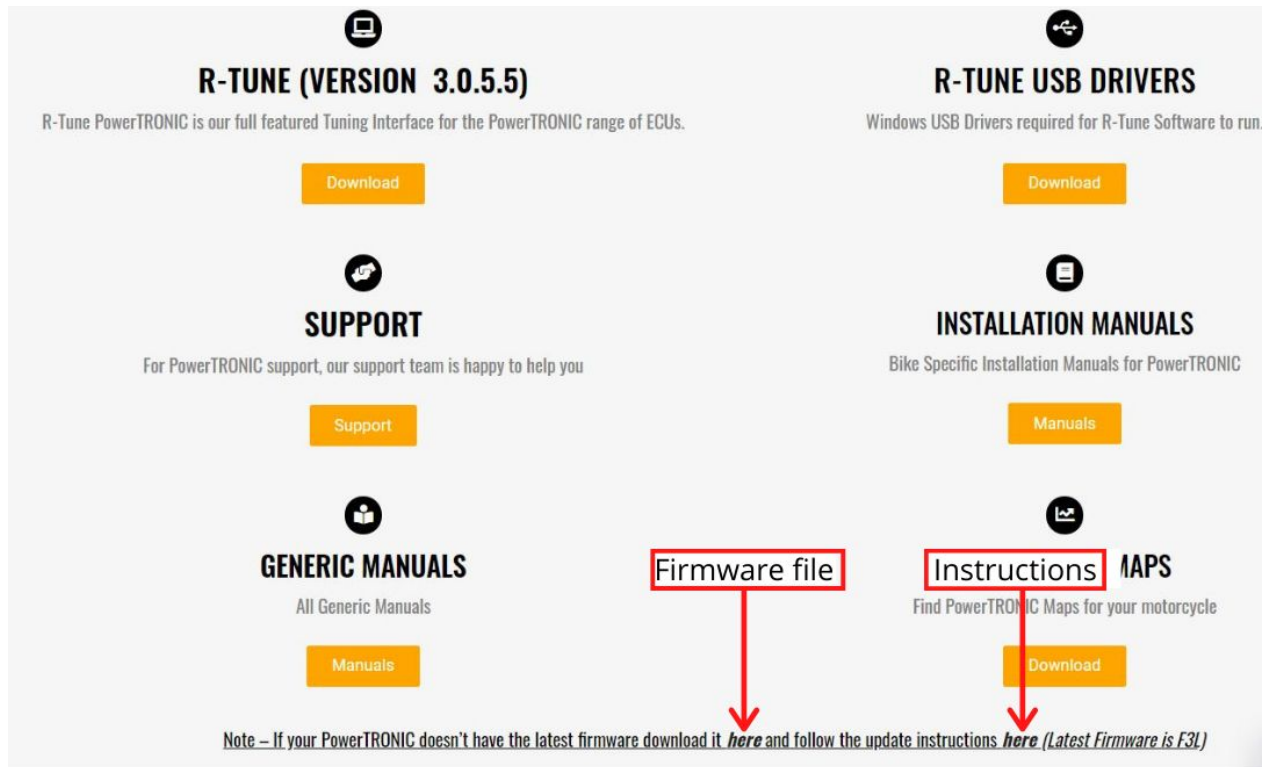 R-TUNE (VERSION 3.0.5.5)
R-Tune PowerTRONIC is our full featured Tuning Interface for the PowerTRONIC range of ECUs.
Download
R-TUNE USB DRIVERS
Windows USB Drivers required for R-Tune Software to run.
Download
SUPPORT
For PowerTRONIC support, our support team is happy to help you
Support
INSTALLATION MANUALS
Bike Specific Installation Manuals for PowerTRONIC
Manuals
GENERIC MANUALS
All Generic Manuals
Manuals
Firmware file
Instructions
Find PowerTRONIC Maps for your motorcycle
Download
Note – If your PowerTRONIC doesn't have the latest firmware download it here and follow the update instructions here (Latest Firmware is F3L)